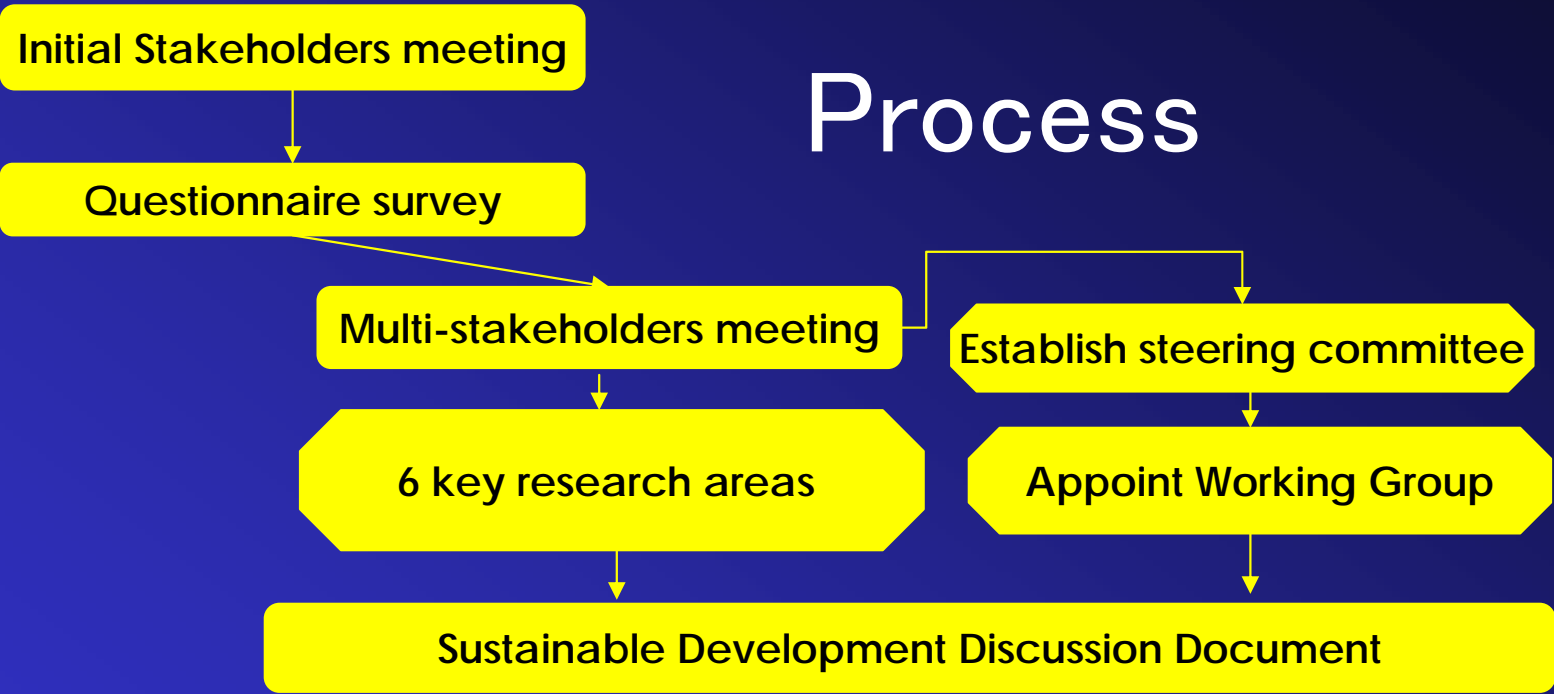 Process
Initial Stakeholders meeting
Questionnaire survey
Multi-stakeholders meeting
Establish steering committee
6 key research areas
Appoint Working Group
Sustainable Development Discussion Document